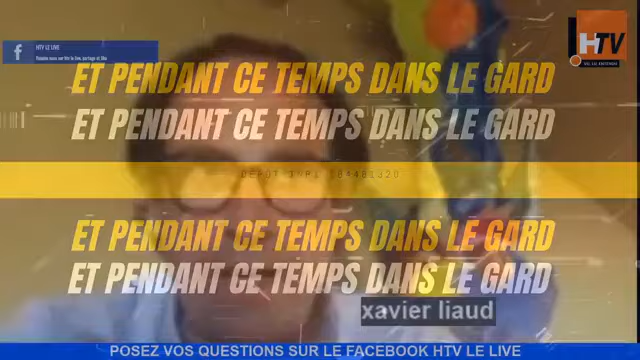 HTV LE LIVE
HTV
ET PENDANT CE TEMPS DANS LE GARD
ET PENDANT CE TEMPS DANS LE GARD
ET PENDANT CE TEMPS DANS LE GARD
ET PENDANT CE TEMPS DANS LE GARD
xavier liaud
POSEZ VOS QUESTIONS SUR LE FACEBOOK HTV LE LIVE